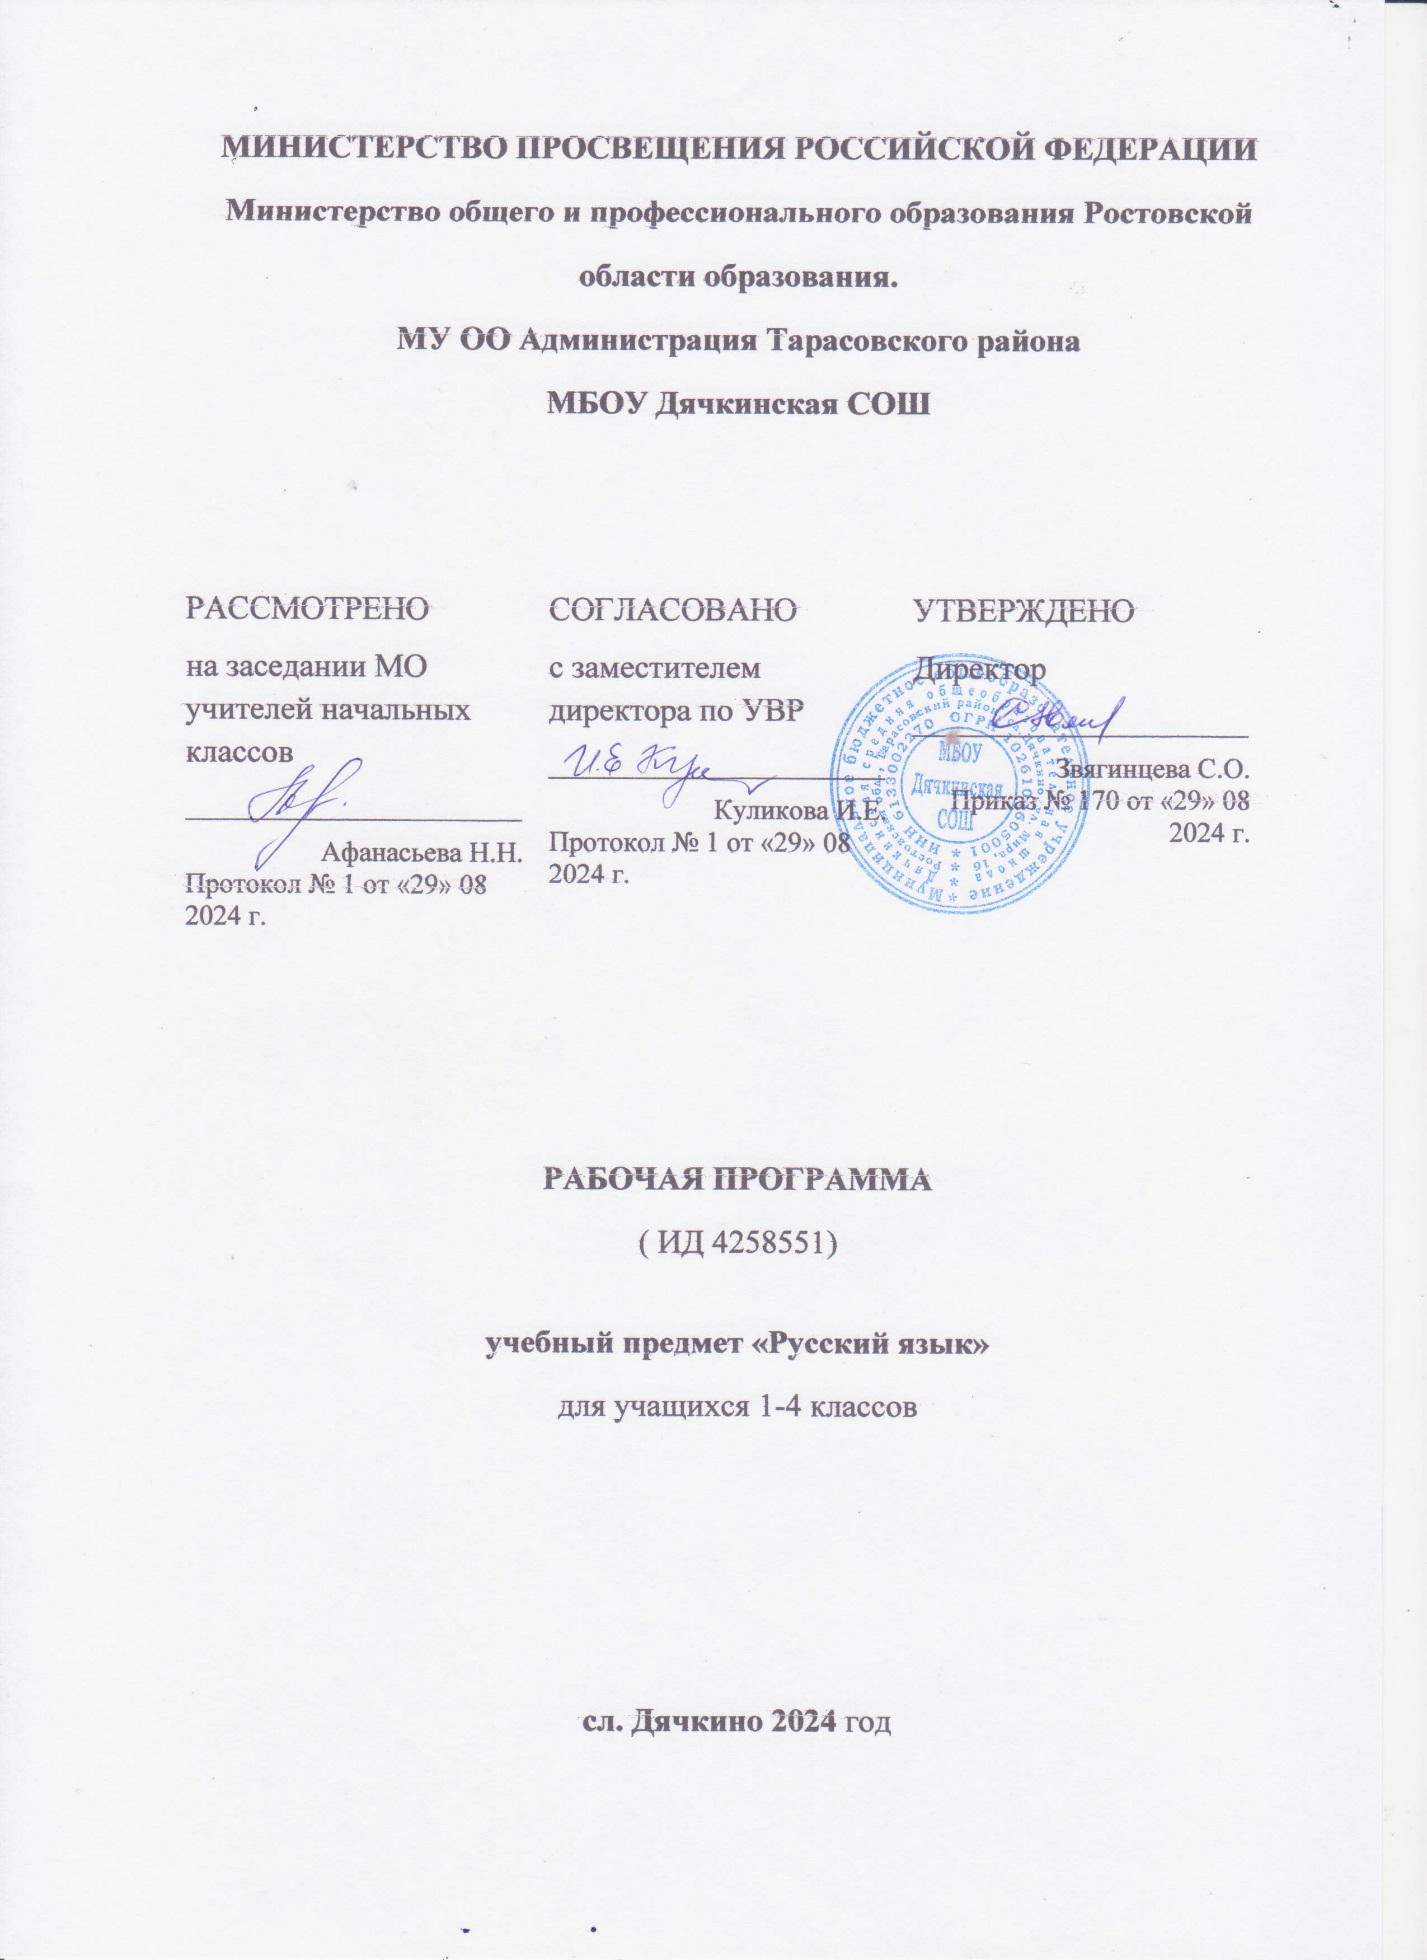 МИНИСТЕРСТВО ПРОСВЕЩЕНИЯ РОССИЙСКОЙ ФЕДЕРАЦИИ
Министерство общего и профессионального образования Ростовской
области образования.
МУ ОО Администрация Тарасовского района
МБОУ Дячкинская СОШ
РАССМОТРЕНО
на заседании МО
учителей начальных
классов
Афанасьева Н.Н.
Протокол № 1 от «29» 08
2024 г.
СОГЛАСОВАНО
с заместителем
директора по УВР
И.Е
Куликова И.Е
Протокол № 1 от «29» 08
2024 г.
УТВЕРЖДЕНО
Директор
Звягинцева С.О.
Приказ № 170 от «29» 08
2024 г.
МБОУ
Дячкинская
СОШ
РАБОЧАЯ ПРОГРАММА
( ИД 4258551)
учебный предмет «Русский язык»
для учащихся 1-4 классов
сл. Дячкино 2024 год